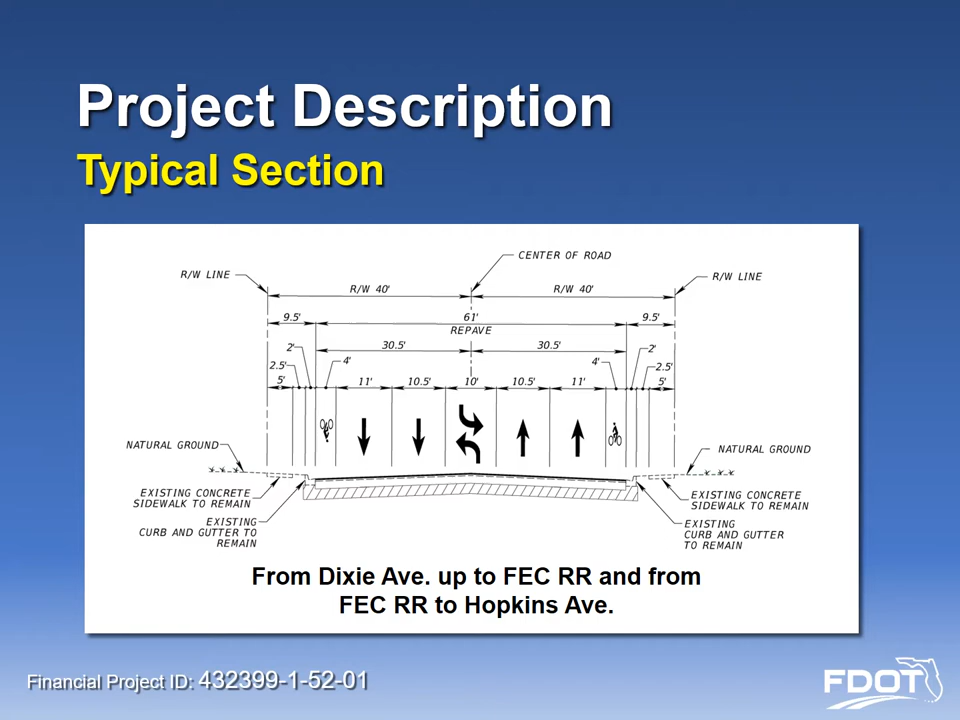 Project Description
Typical Section
CENTER OF ROAD
R/W LINE
R/W LINE
R/W 40'
R/W 40'
9.5'
61'
9.5'
REPAVE
30.5'
30.5'
2'
2'
4'
4'
2.5'
2.5'
5'
11'
10.5'
10'
10.5'
11'
5'
NATURAL GROUND
NATURAL GROUND
EXISTING CONCRETE
SIDEWALK TO REMAIN
EXISTING CONCRETE
SIDEWALK TO REMAIN
EXISTING
CURB AND GUTTER TO
REMAIN
EXISTING
CURB AND GUTTER
TO REMAIN
From Dixie Ave. up to FEC RR and from
FEC RR to Hopkins Ave.
Financial Project ID: 432399-1-52-01
FDOT